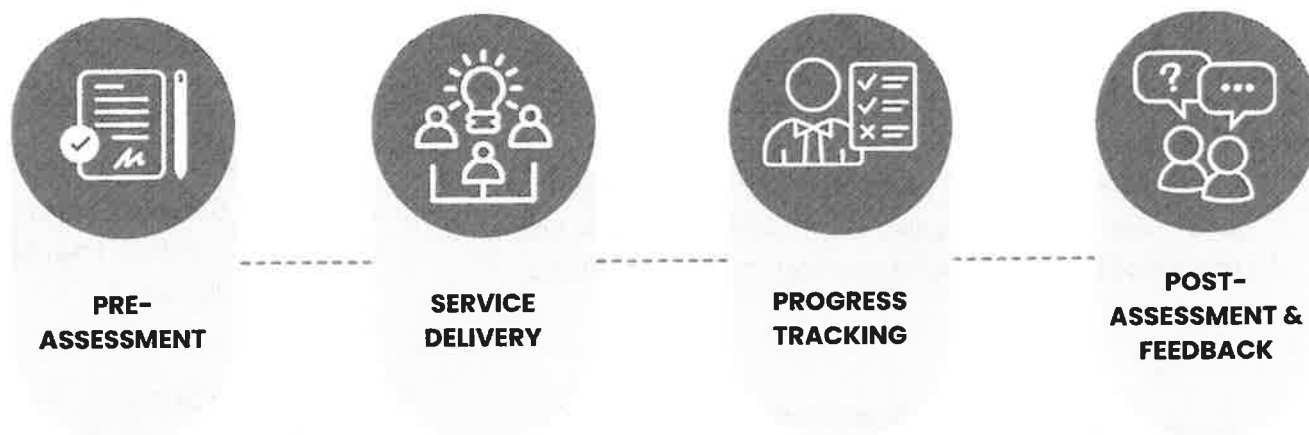 PRE-
ASSESSMENT
SERVICE
DELIVERY
PROGRESS
TRACKING
POST-
ASSESSMENT &
FEEDBACK
?